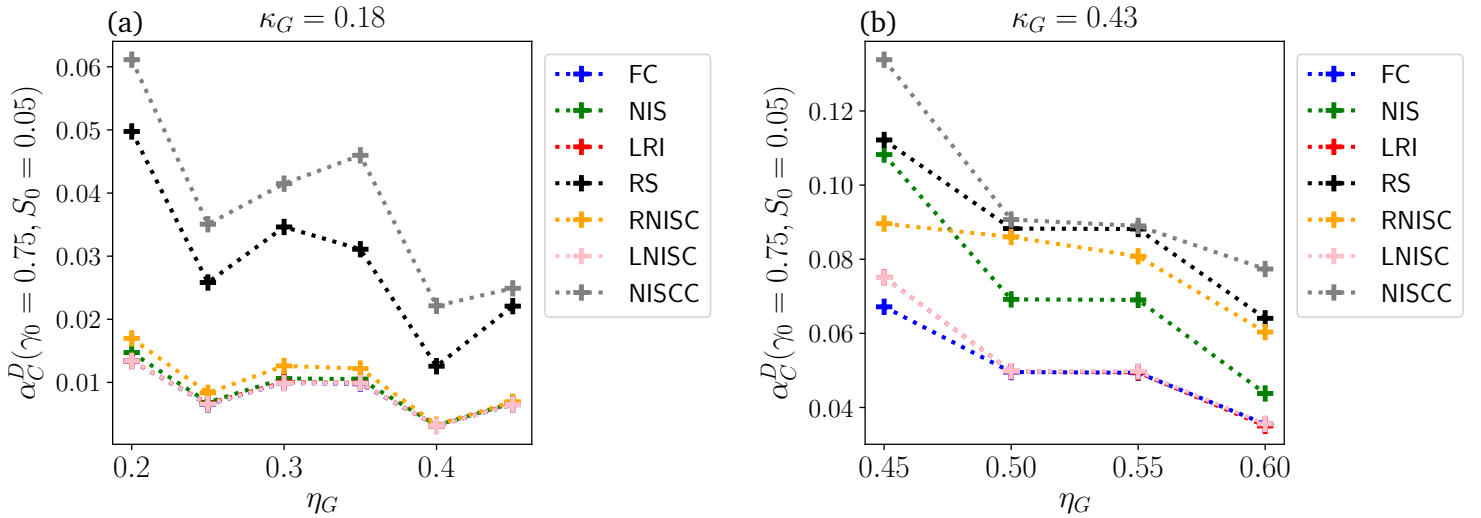 (a) κ_G = 0.18
α_C^D(γ_0 = 0.75, S_0 = 0.05)
0.06
0.05
0.04
0.03
0.02
0.01
0.2 0.3 0.4
η_G
FC
NIS
LRI
RS
RNISC
LNISC
NISCC
(b) κ_G = 0.43
α_C^D(γ_0 = 0.75, S_0 = 0.05)
0.12
0.10
0.08
0.06
0.04
0.45 0.50 0.55 0.60
η_G
FC
NIS
LRI
RS
RNISC
LNISC
NISCC